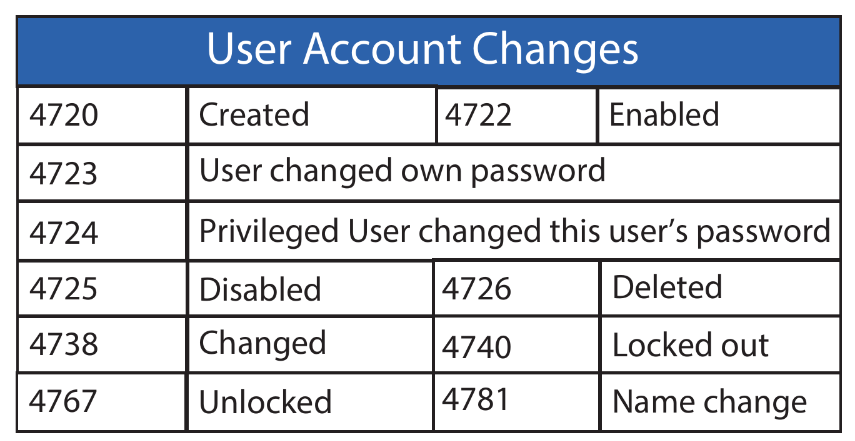 User Account Changes
4720 Created 4722 Enabled
4723 User changed own password
4724 Privileged User changed this user’s password
4725 Disabled 4726 Deleted
4738 Changed 4740 Locked out
4767 Unlocked 4781 Name change